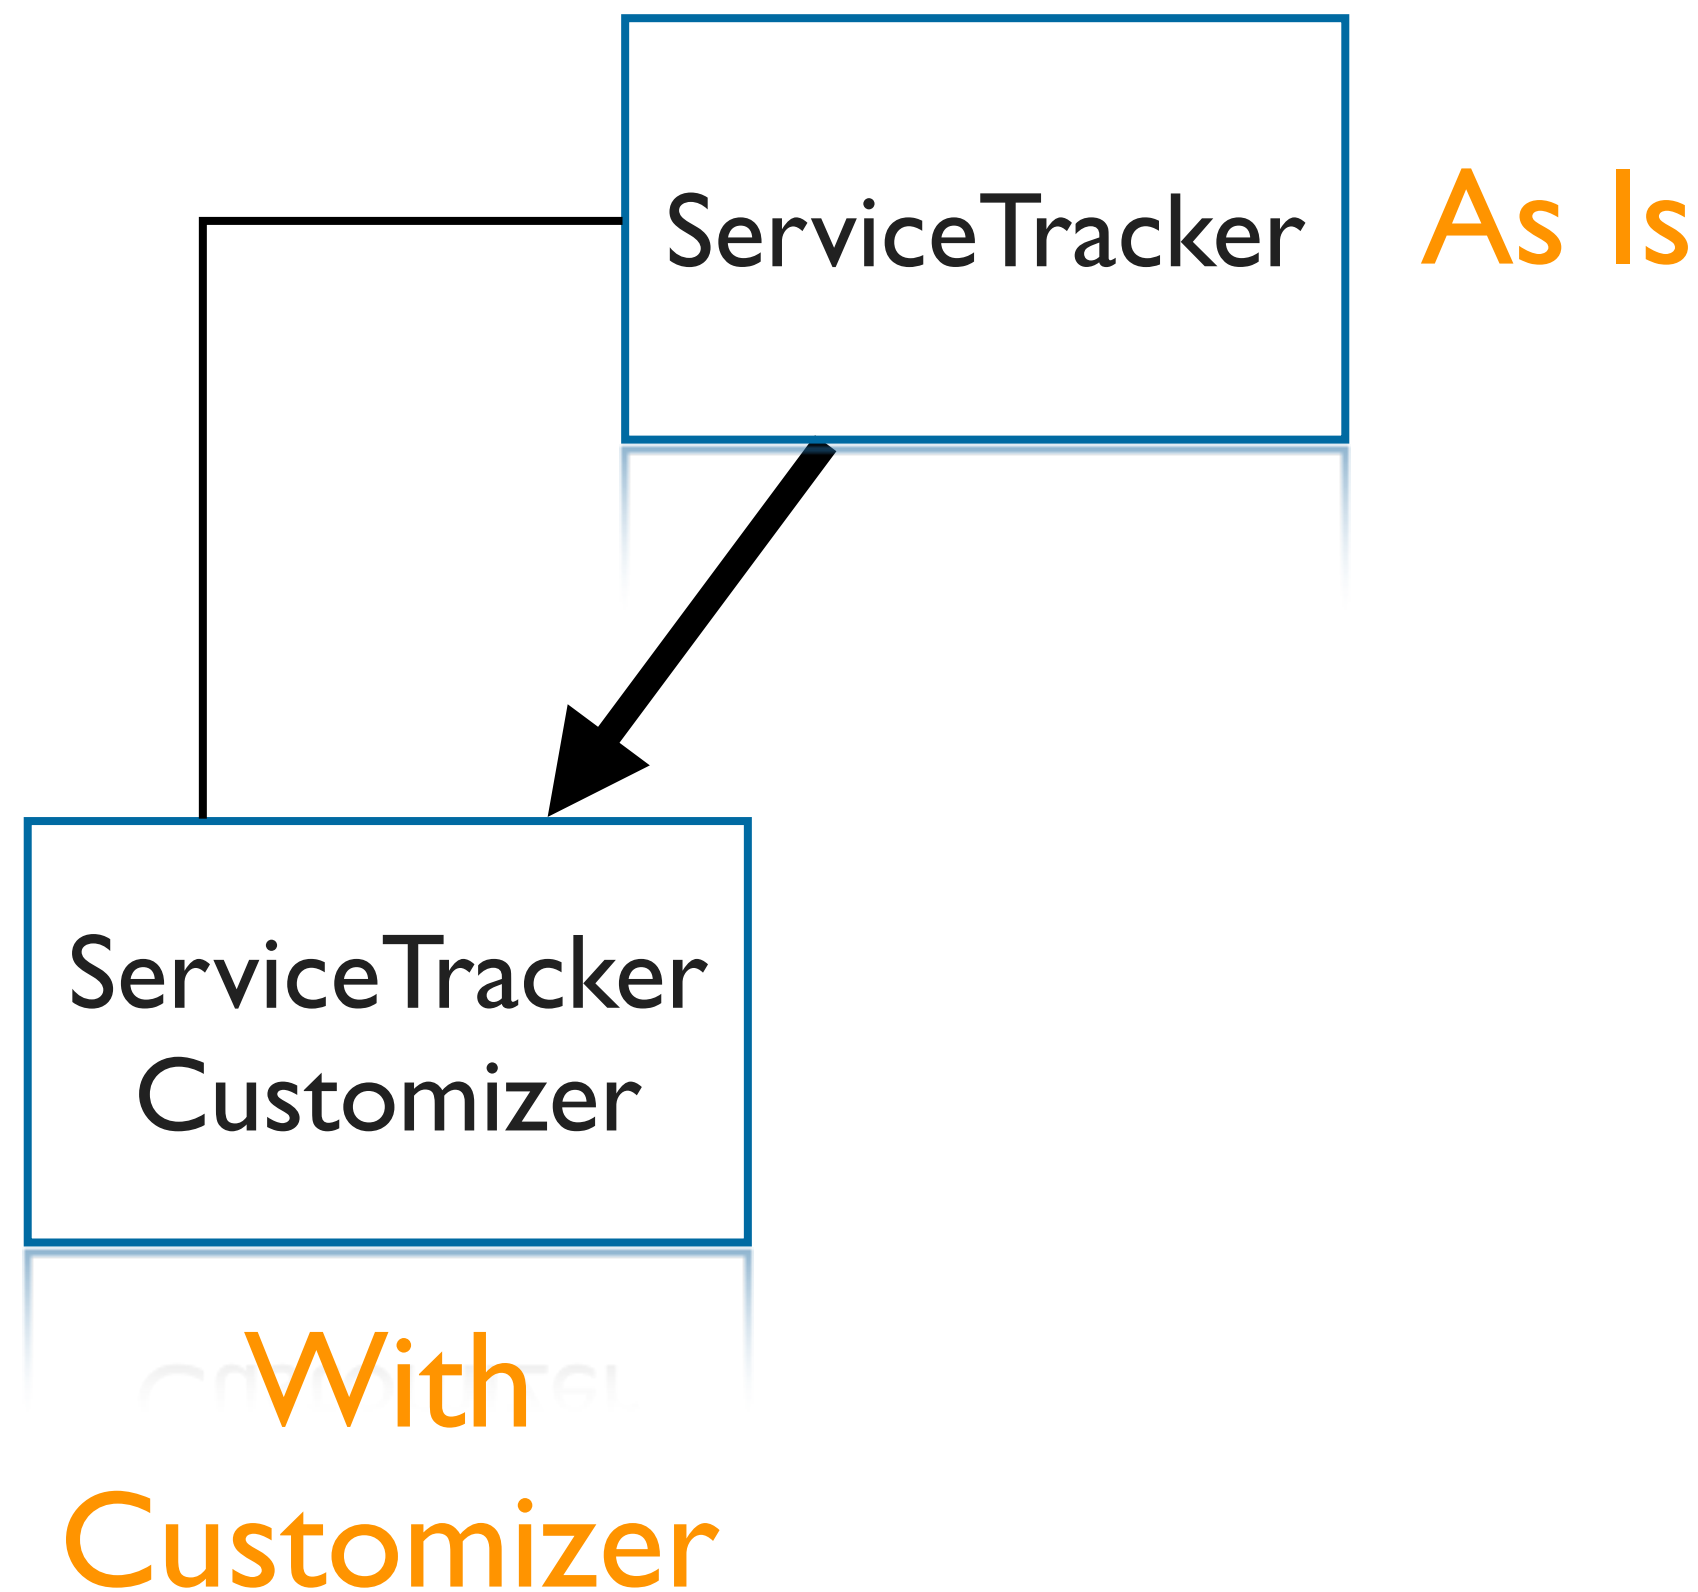 ServiceTracker
As Is
ServiceTracker
Customizer
With
Customizer